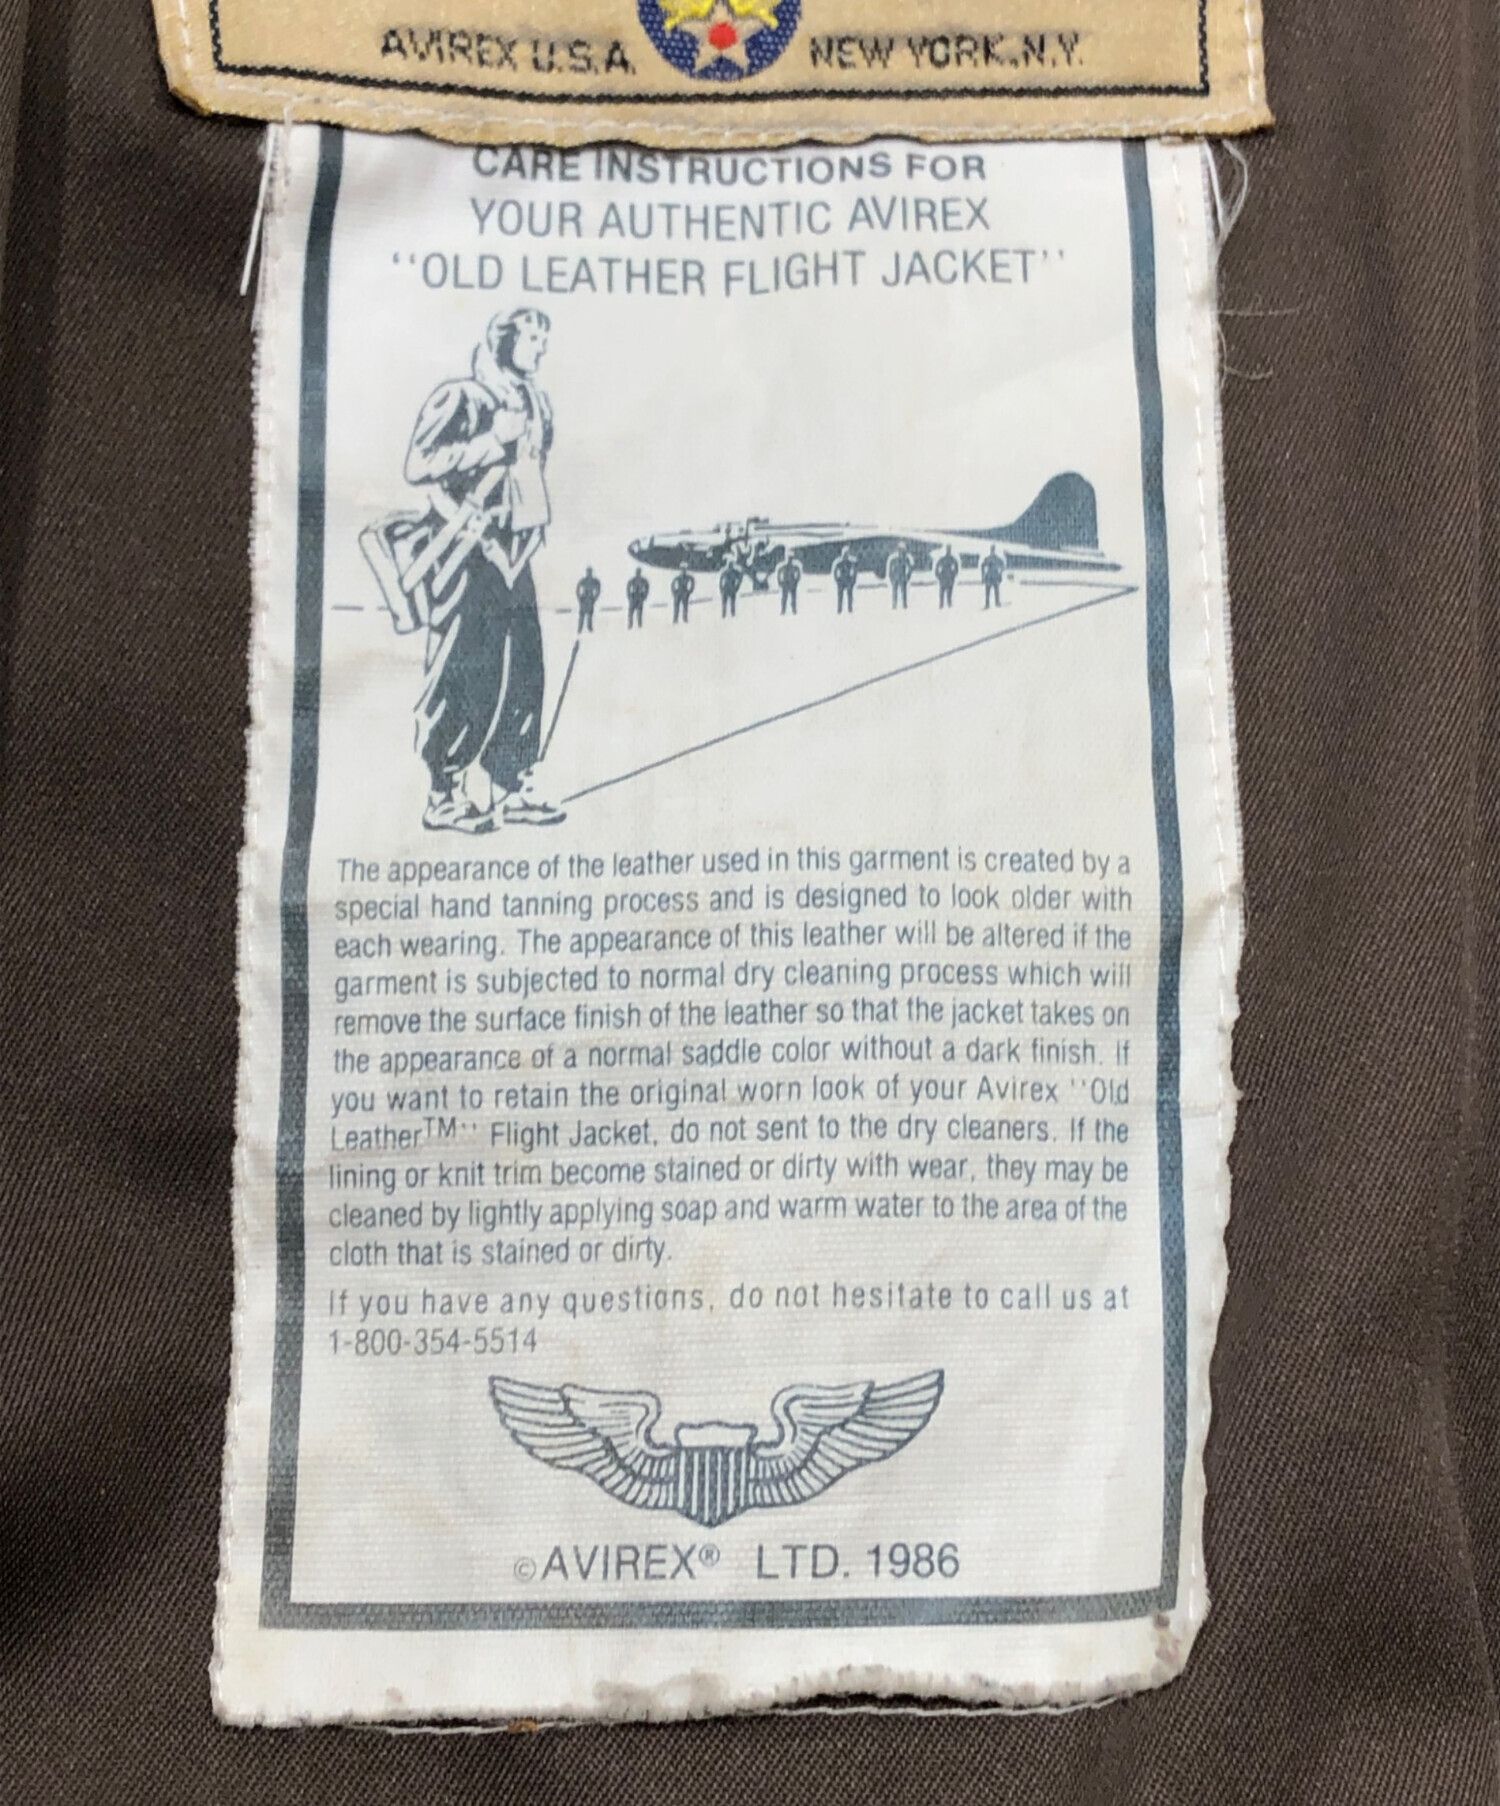 AVIREX U.S.A. NEW YORK.N.Y.
CARE INSTRUCTIONS FOR
YOUR AUTHENTIC AVIREX
‘‘OLD LEATHER FLIGHT JACKET’’
The appearance of the leather used in this garment is created by a
special hand tanning process and is designed to look older with
each wearing. The appearance of this leather will be altered if the
garment is subjected to normal dry cleaning process which will
remove the surface finish of the leather so that the jacket takes on
the appearance of a normal saddle color without a dark finish. If
you want to retain the original worn look of your Avirex ‘‘Old
Leather™’’ Flight Jacket, do not sent to the dry cleaners. If the
lining or knit trim become stained or dirty with wear, they may be
cleaned by lightly applying soap and warm water to the area of the
cloth that is stained or dirty.
If you have any questions, do not hesitate to call us at
1-800-354-5514
©AVIREX® LTD. 1986